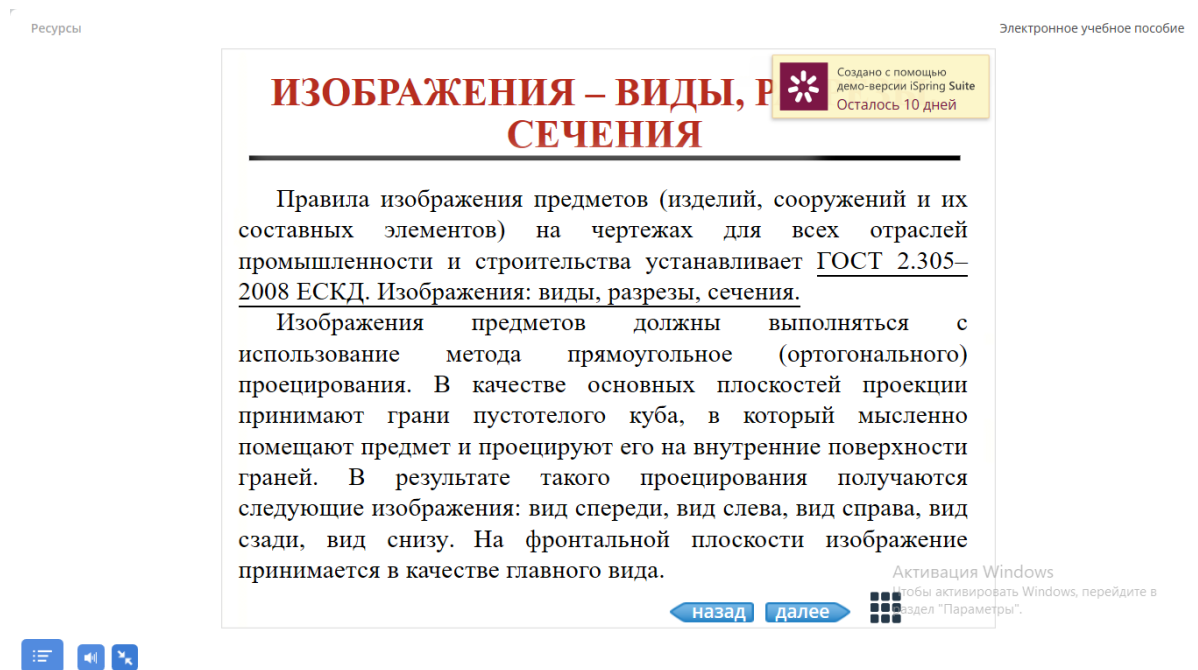 Ресурсы
Электронное учебное пособие
ИЗОБРАЖЕНИЯ – ВИДЫ,
СЕЧЕНИЯ
Создано с помощью
демо-версии iSpring Suite
Осталось 10 дней
Правила изображения предметов (изделий, сооружений и их
составных элементов) на чертежах для всех отраслей
промышленности и строительства устанавливает ГОСТ 2.305–
2008 ЕСКД. Изображения: виды, разрезы, сечения.
Изображения предметов должны выполняться с
использование метода прямоугольное (ортогонального)
проецирования. В качестве основных плоскостей проекции
принимают грани пустотелого куба, в который мысленно
помещают предмет и проецируют его на внутренние поверхности
граней. В результате такого проецирования получаются
следующие изображения: вид спереди, вид слева, вид справа, вид
сзади, вид снизу. На фронтальной плоскости изображение
принимается в качестве главного вида.
Активация Windows
Чтобы активировать Windows, перейдите в
раздел "Параметры".
назад
далее